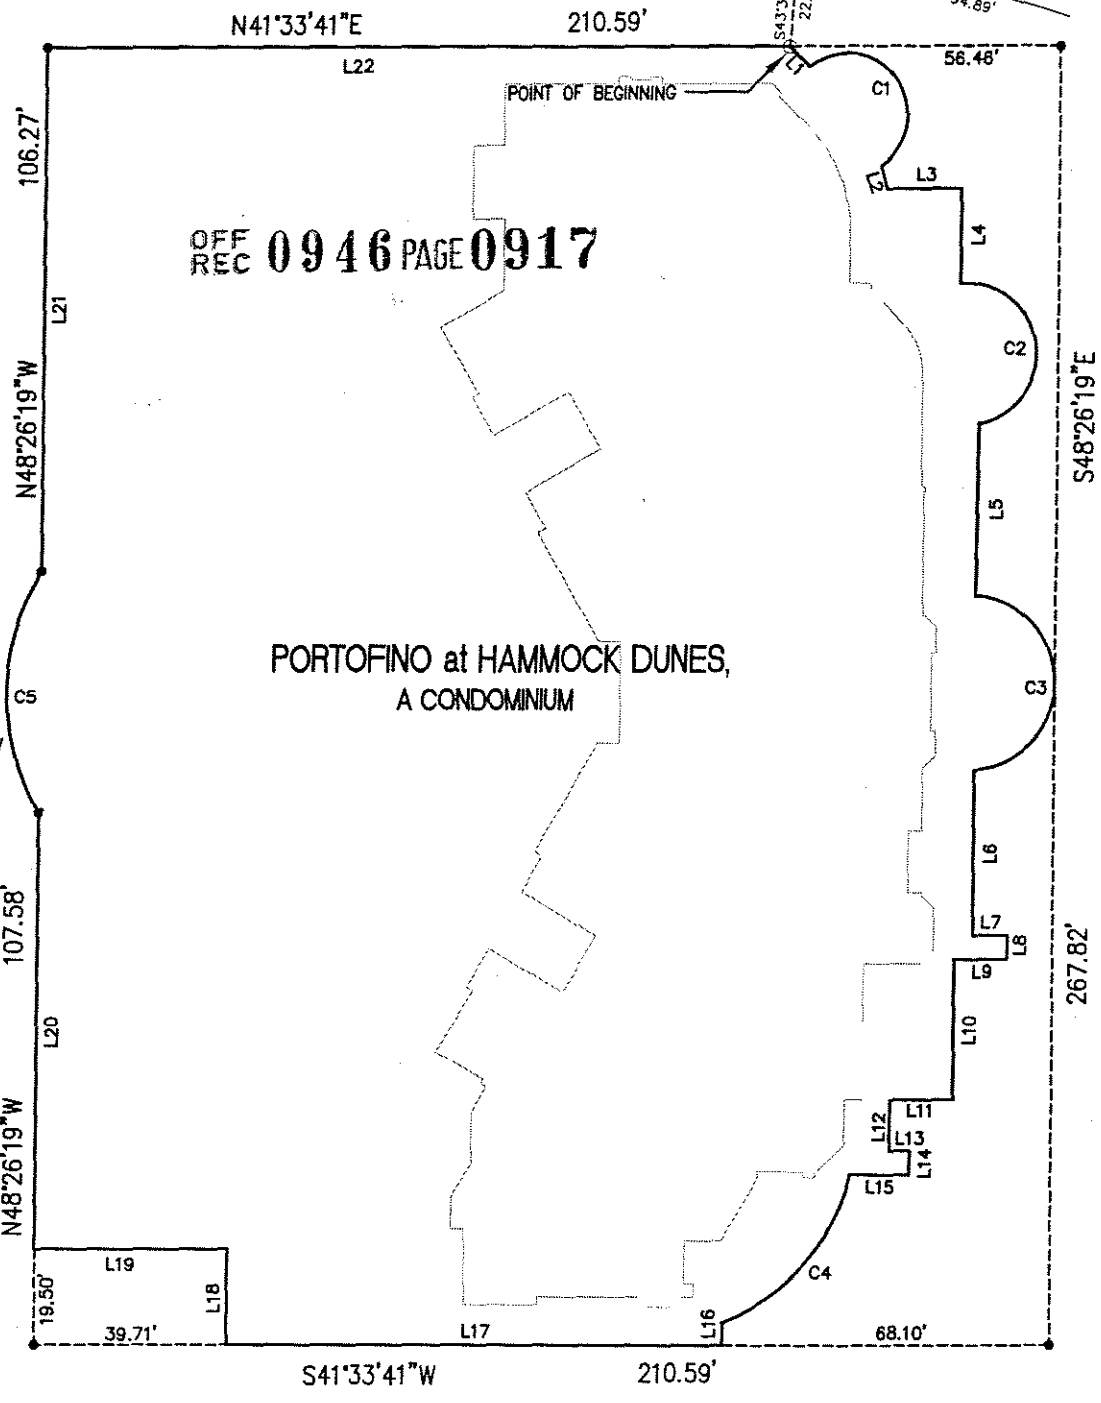 N41°33'41"E 210.59'
L22
POINT OF BEGINNING
L1
C1
56.48'
106.27'
L2
L3
L4
OFF REC 0946 PAGE 0917
L21
C2
N48°26'19"W
S48°26'19"E
L5
PORTOFINO at HAMMOCK DUNES,
A CONDOMINIUM
C5
C3
L6
107.58'
L7
L8
L9
267.82'
L20
L10
L11
L12
L13
L14
L15
N48°26'19"W
L19
C4
19.50'
L18
39.71'
L17
L16
68.10'
S41°33'41"W 210.59'